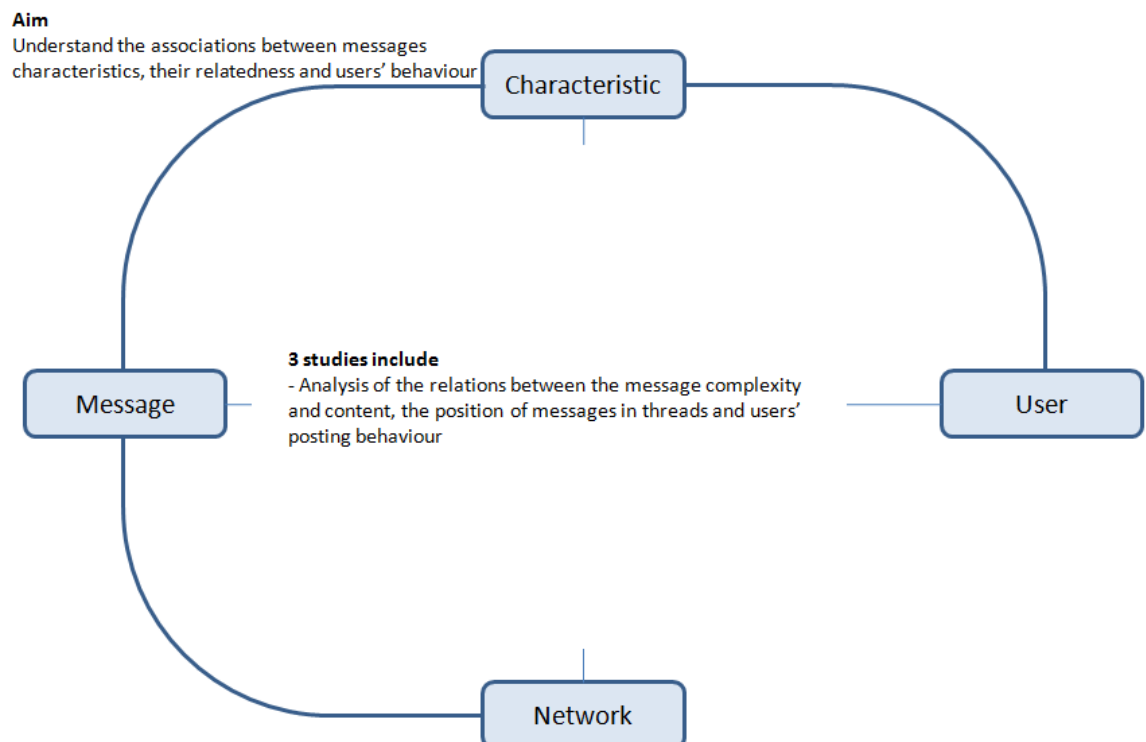 Aim
Understand the associations between messages
characteristics, their relatedness and users’ behaviour
Characteristic
3 studies include
- Analysis of the relations between the message complexity
and content, the position of messages in threads and users’
posting behaviour
Message
User
Network